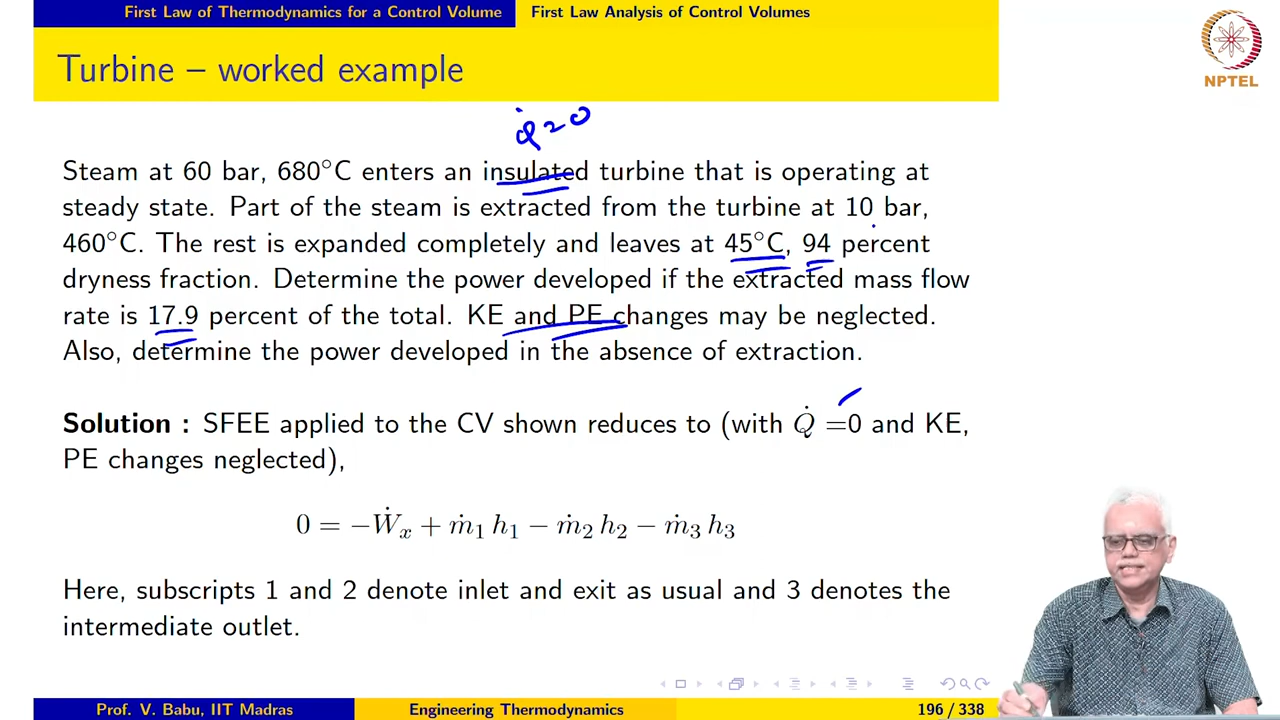 First Law of Thermodynamics for a Control Volume First Law Analysis of Control Volumes
Turbine – worked example
NPTEL
Q̇=0
Steam at 60 bar, 680°C enters an insulated turbine that is operating at
steady state. Part of the steam is extracted from the turbine at 10 bar,
460°C. The rest is expanded completely and leaves at 45°C, 94 percent
dryness fraction. Determine the power developed if the extracted mass flow
rate is 17.9 percent of the total. KE and PE changes may be neglected.
Also, determine the power developed in the absence of extraction.
Solution : SFEE applied to the CV shown reduces to (with Q̇ =0 and KE,
PE changes neglected),
0 = −Ẇₓ + ṁ₁ h₁ − ṁ₂ h₂ − ṁ₃ h₃
Here, subscripts 1 and 2 denote inlet and exit as usual and 3 denotes the
intermediate outlet.
Prof. V. Babu, IIT Madras Engineering Thermodynamics 196 / 338